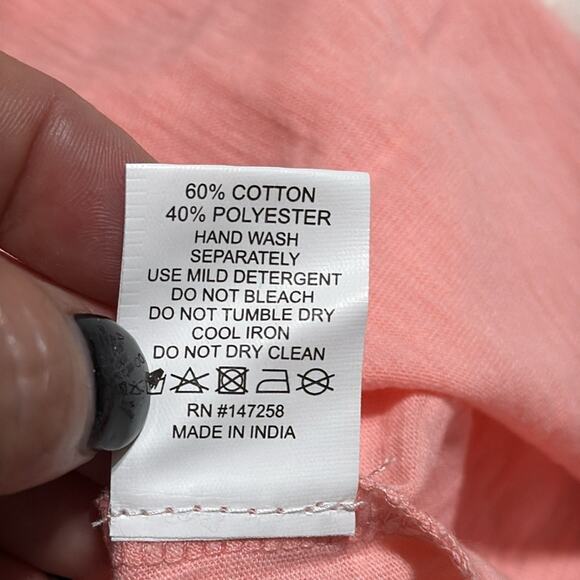 60% COTTON
40% POLYESTER
HAND WASH
SEPARATELY
USE MILD DETERGENT
DO NOT BLEACH
DO NOT TUMBLE DRY
COOL IRON
DO NOT DRY CLEAN
RN #147258
MADE IN INDIA